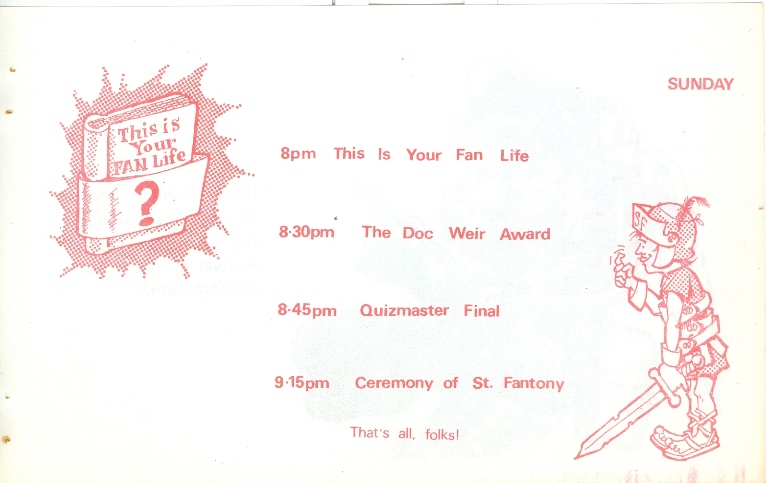 SUNDAY
This is
Your
FAN Life
?
8pm This Is Your Fan Life
8·30pm The Doc Weir Award
8·45pm Quizmaster Final
9·15pm Ceremony of St. Fantony
That's all, folks!
SF